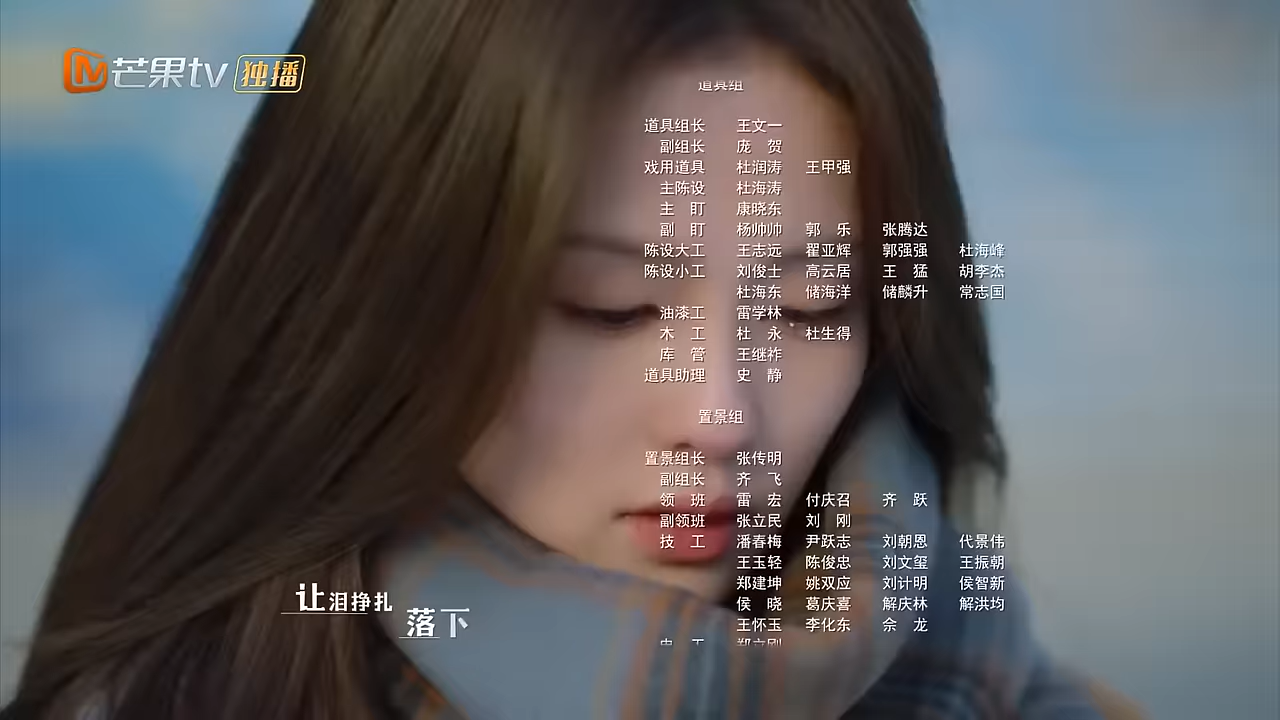 芒果tv 独播
道具组
道具组长 王文一
副组长 庞 贺
戏用道具 杜润涛 王甲强
主陈设 杜海涛
主 盯 康晓东
副 盯 杨帅帅 郭 乐 张腾达
陈设大工 王志远 翟亚辉 郭强强 杜海峰
陈设小工 刘俊士 高云居 王 猛 胡李杰
杜海东 储海洋 储麟升 常志国
油漆工 雷学林
木 工 杜 永 杜生得
库 管 王继祚
道具助理 史 静
置景组
置景组长 张传明
副组长 齐 飞
领 班 雷 宏 付庆召 齐 跃
副领班 张立民 刘 刚
技 工 潘春梅 尹跃志 刘朝恩 代景伟
王玉轻 陈俊忠 刘文玺 王振朝
郑建坤 姚双应 刘计明 侯智新
侯 晓 葛庆喜 解庆林 解洪均
王怀玉 李化东 佘 龙
让泪挣扎
落下